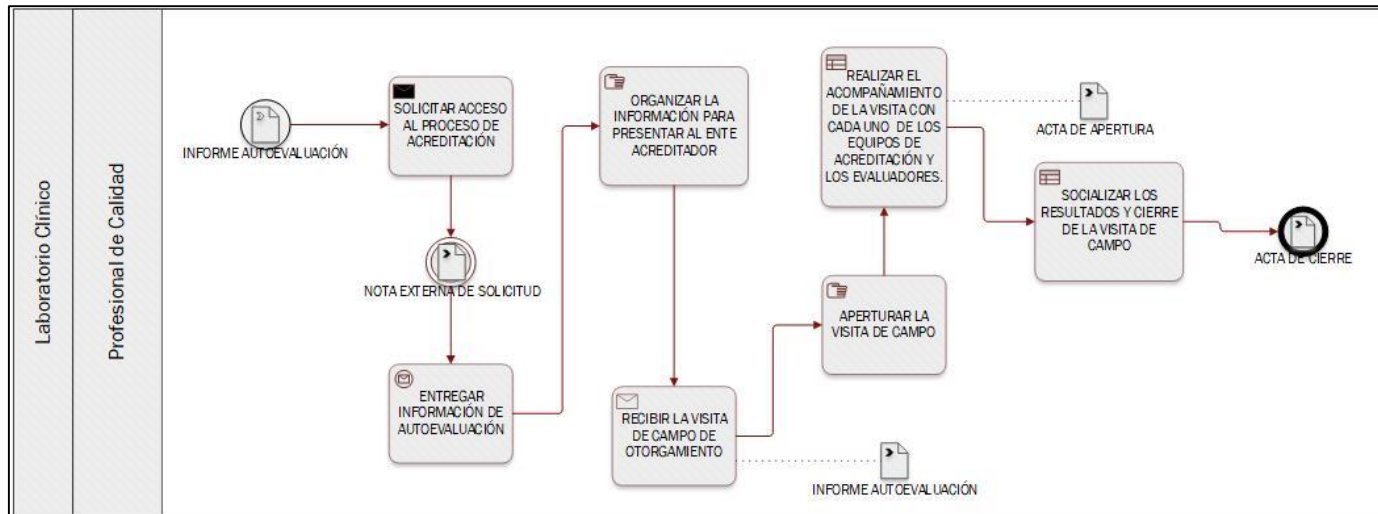 Laboratorio Clínico
Profesional de Calidad
INFORME AUTOEVALUACIÓN
SOLICITAR ACCESO
AL PROCESO DE
ACREDITACIÓN
NOTA EXTERNA DE SOLICITUD
ENTREGAR
INFORMACIÓN DE
AUTOEVALUACIÓN
ORGANIZAR LA
INFORMACIÓN PARA
PRESENTAR AL ENTE
ACREDITADOR
RECIBIR LA VISITA
DE CAMPO DE
OTORGAMIENTO
INFORME AUTOEVALUACIÓN
APERTURAR LA
VISITA DE CAMPO
REALIZAR EL
ACOMPAÑAMIENTO
DE LA VISITA CON
CADA UNO DE LOS
EQUIPOS DE
ACREDITACIÓN Y
LOS EVALUADORES.
ACTA DE APERTURA
SOCIALIZAR LOS
RESULTADOS Y CIERRE
DE LA VISITA DE
CAMPO
ACTA DE CIERRE